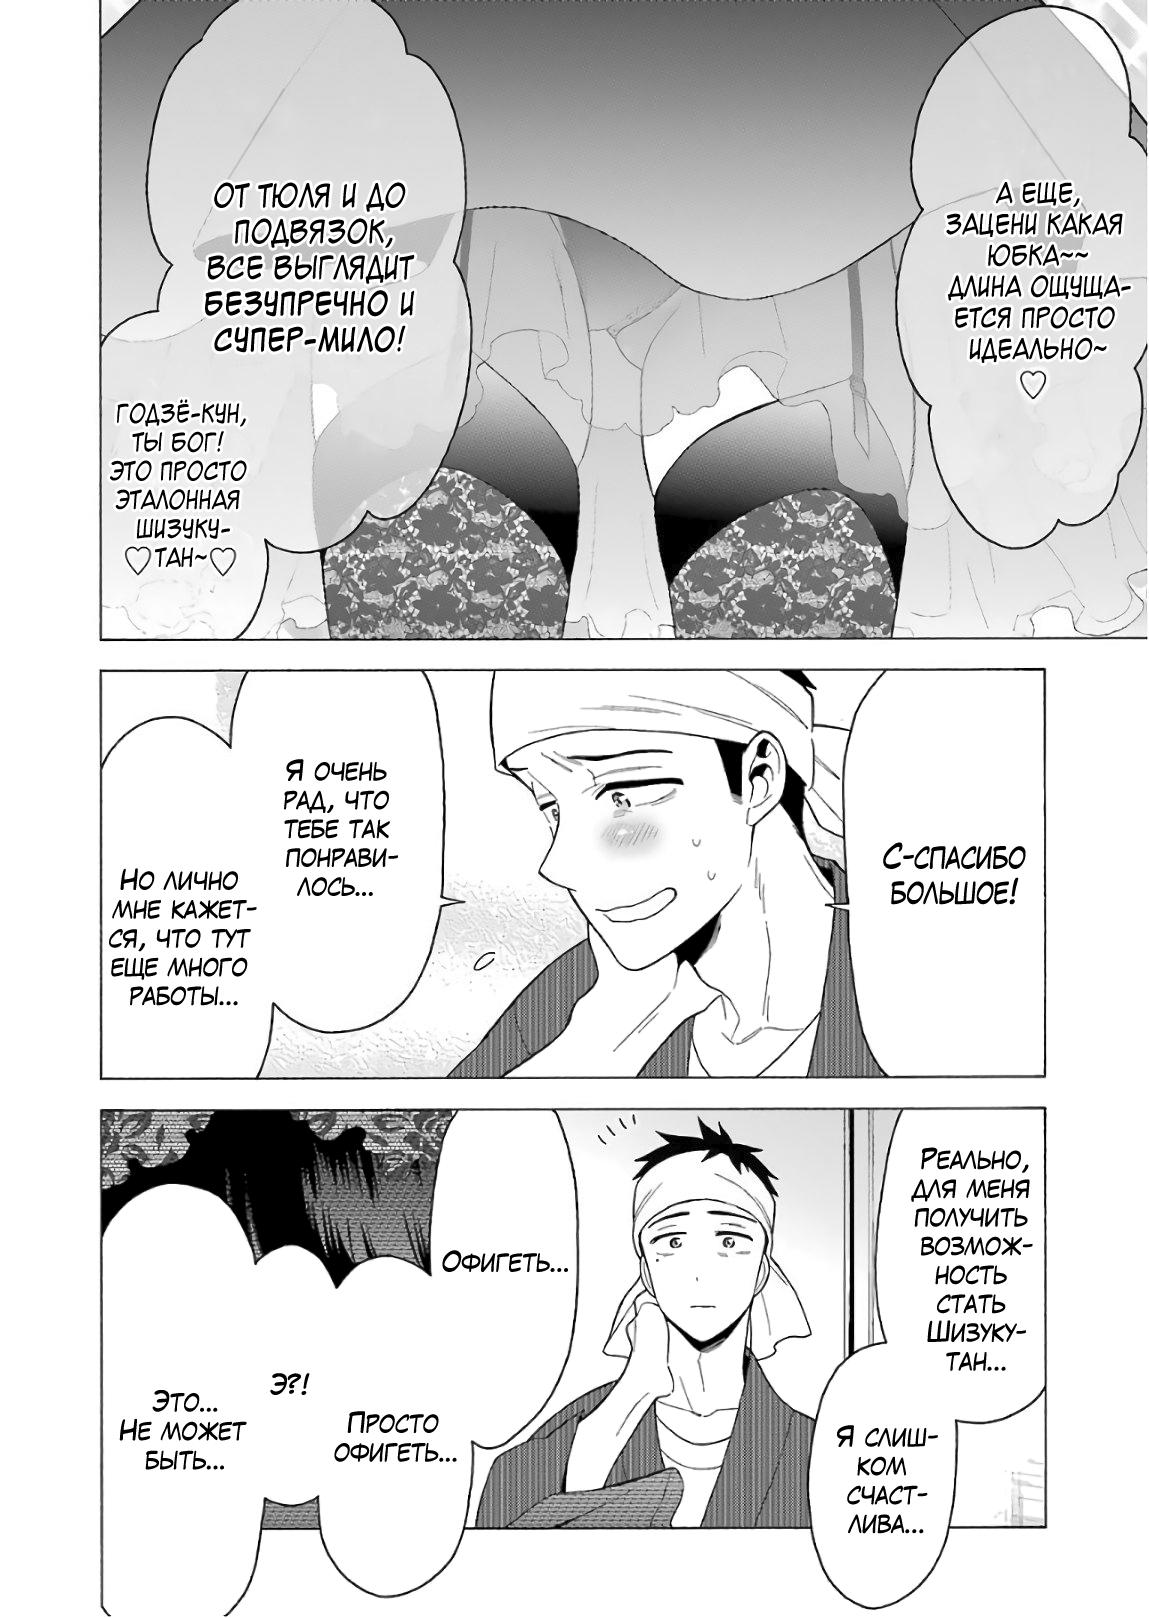 А ЕЩЕ,
ЗАЦЕНИ КАКАЯ
ЮБКА~~
ДЛИНА ОЩУЩА-
ЕТСЯ ПРОСТО
ИДЕАЛЬНО~
♡
ОТ ТЮЛЯ И ДО
ПОДВЯЗОК,
ВСЕ ВЫГЛЯДИТ
БЕЗУПРЕЧНО И
СУПЕР-МИЛО!
ГОДЗЁ-КУН,
ТЫ БОГ!
ЭТО ПРОСТО
ЭТАЛОННАЯ
ШИЗУКУ-
♡ТАН~♡
С-СПАСИБО
БОЛЬШОЕ!
Я ОЧЕНЬ
РАД, ЧТО
ТЕБЕ ТАК
ПОНРАВИ-
ЛОСЬ...
НО ЛИЧНО
МНЕ КАЖЕТ-
СЯ, ЧТО ТУТ
ЕЩЕ МНОГО
РАБОТЫ...
РЕАЛЬНО,
ДЛЯ МЕНЯ
ПОЛУЧИТЬ
ВОЗМОЖ-
НОСТЬ
СТАТЬ
ШИЗУКУ-
ТАН...
Я СЛИШ-
КОМ
СЧАСТ-
ЛИВА...
ОФИГЕТЬ...
ПРОСТО
ОФИГЕТЬ...
Э?!
ЭТО...
НЕ МОЖЕТ
БЫТЬ...